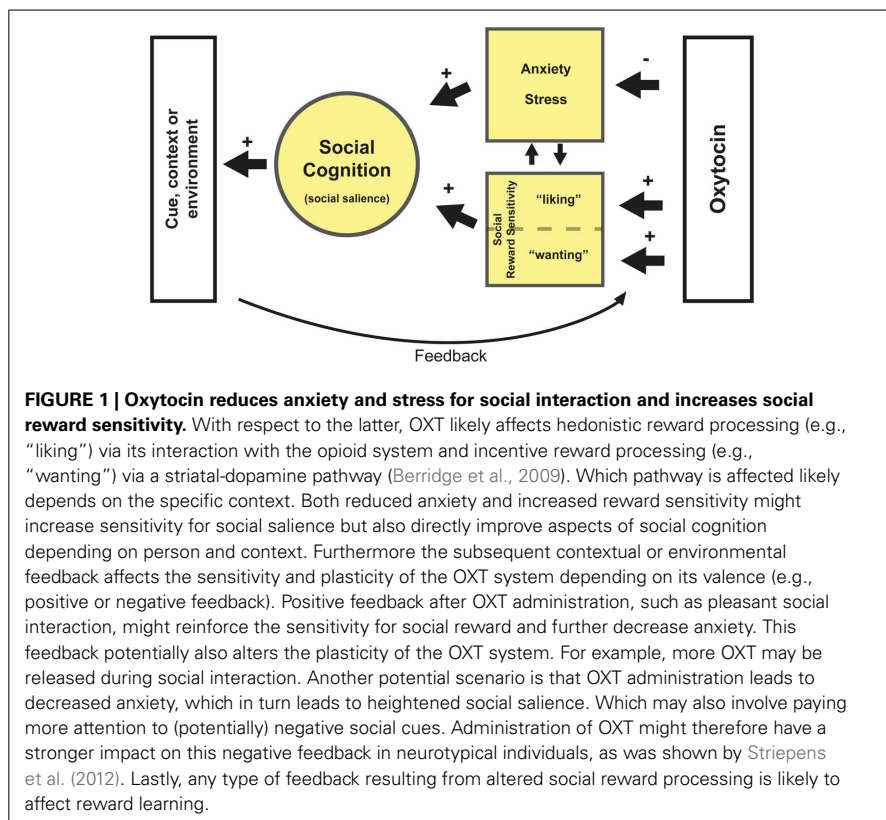 Cue, context or
environment
+
Social
Cognition
(social salience)
+
+
Anxiety
Stress
-
Social
Reward Sensitivity
"liking"
"wanting"
+
+
Oxytocin
Feedback
FIGURE 1 | Oxytocin reduces anxiety and stress for social interaction and increases social
reward sensitivity. With respect to the latter, OXT likely affects hedonistic reward processing (e.g.,
"liking") via its interaction with the opioid system and incentive reward processing (e.g.,
"wanting") via a striatal-dopamine pathway (Berridge et al., 2009). Which pathway is affected likely
depends on the specific context. Both reduced anxiety and increased reward sensitivity might
increase sensitivity for social salience but also directly improve aspects of social cognition
depending on person and context. Furthermore the subsequent contextual or environmental
feedback affects the sensitivity and plasticity of the OXT system depending on its valence (e.g.,
positive or negative feedback). Positive feedback after OXT administration, such as pleasant social
interaction, might reinforce the sensitivity for social reward and further decrease anxiety. This
feedback potentially also alters the plasticity of the OXT system. For example, more OXT may be
released during social interaction. Another potential scenario is that OXT administration leads to
decreased anxiety, which in turn leads to heightened social salience. Which may also involve paying
more attention to (potentially) negative social cues. Administration of OXT might therefore have a
stronger impact on this negative feedback in neurotypical individuals, as was shown by Striepens
et al. (2012). Lastly, any type of feedback resulting from altered social reward processing is likely to
affect reward learning.